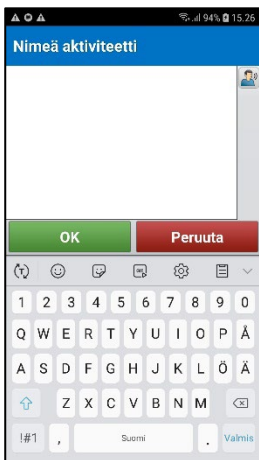 94% 15.26
Nimeä aktiviteetti
OK Peruuta
1 2 3 4 5 6 7 8 9 0
Q W E R T Y U I O P Å
A S D F G H J K L Ö Ä
Z X C V B N M
!#1 , Suomi . Valmis